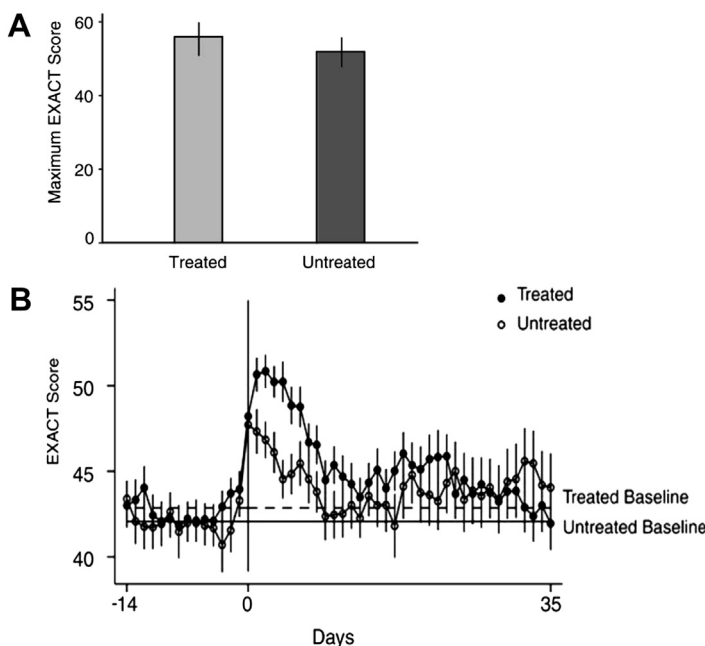 A
60
40
20
0
Maximum EXACT Score
Treated Untreated
B
55
50
45
40
EXACT Score
Treated
Untreated
Treated Baseline
Untreated Baseline
-14 0 35
Days